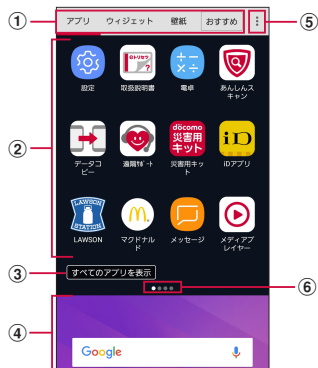 ①
アプリ ウィジェット 壁紙 おすすめ
⑤
②
eトリセツ
設定 取扱説明書 電卓 あんしんス
キャン
docomo
災害用
キット
iD
データコ
ピー
遠隔ｻﾎﾟｰﾄ
災害用キッ
ト
iDアプリ
LAWSON
STATION
LAWSON
マクドナル
ド
メッセージ
メディアプ
レイヤー
③
すべてのアプリを表示
⑥
④
Google